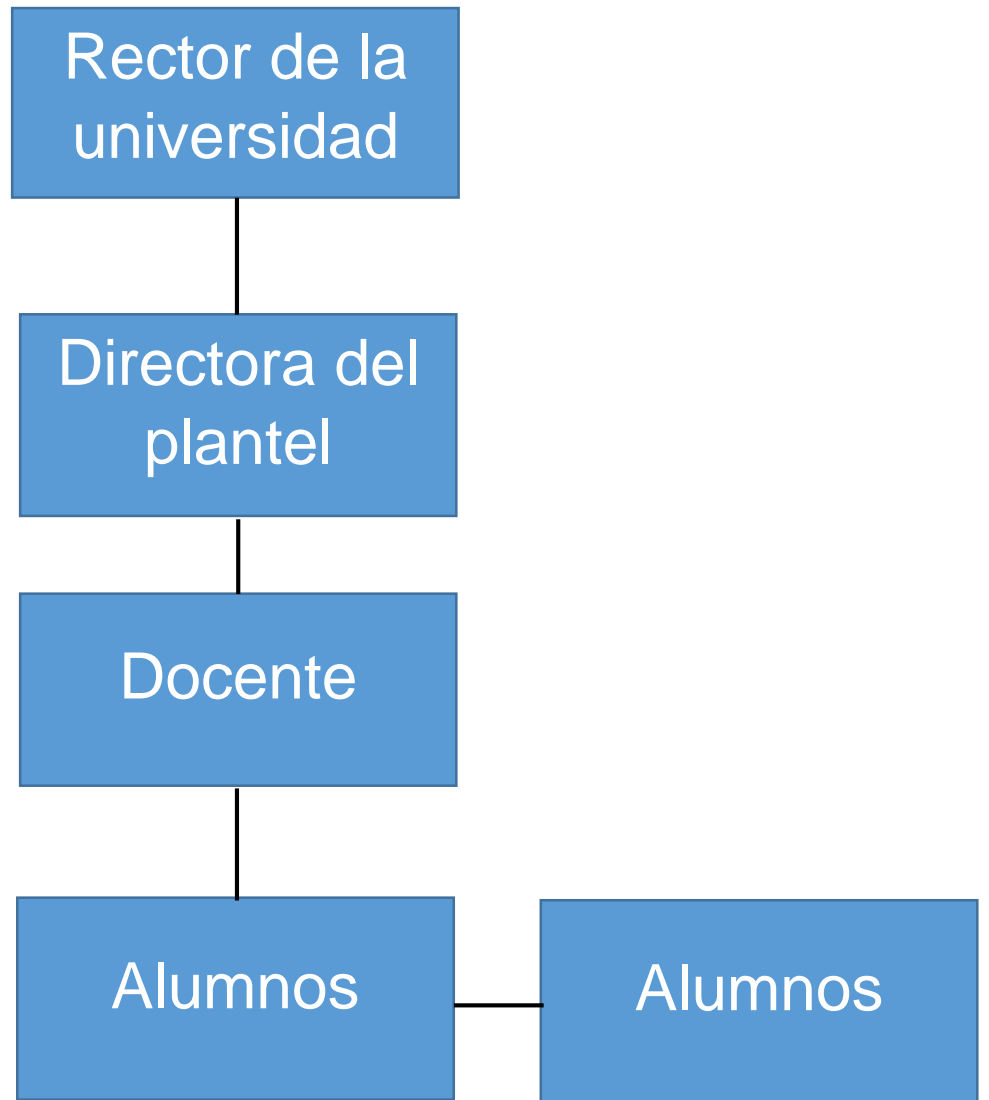 Rector de la
universidad
Directora del
plantel
Docente
Alumnos
Alumnos